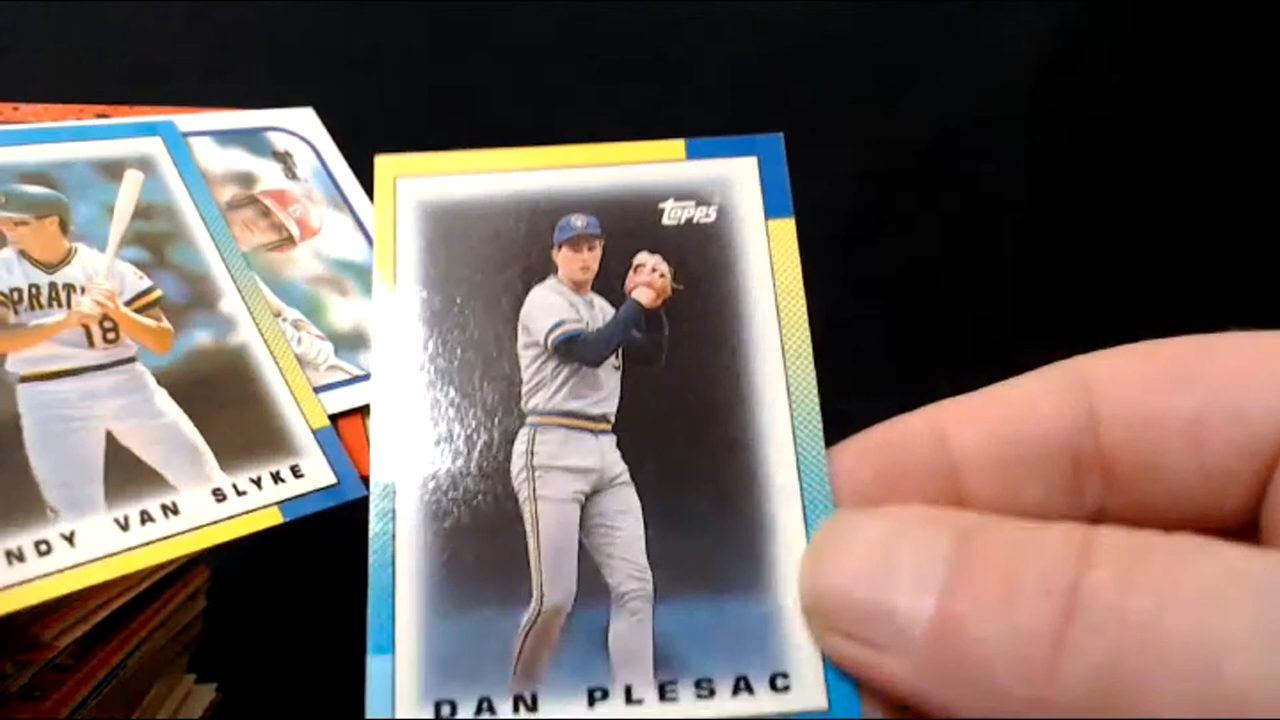 PIRAT
18
NDY VAN SLYKE
TOPPS
DAN PLESAC